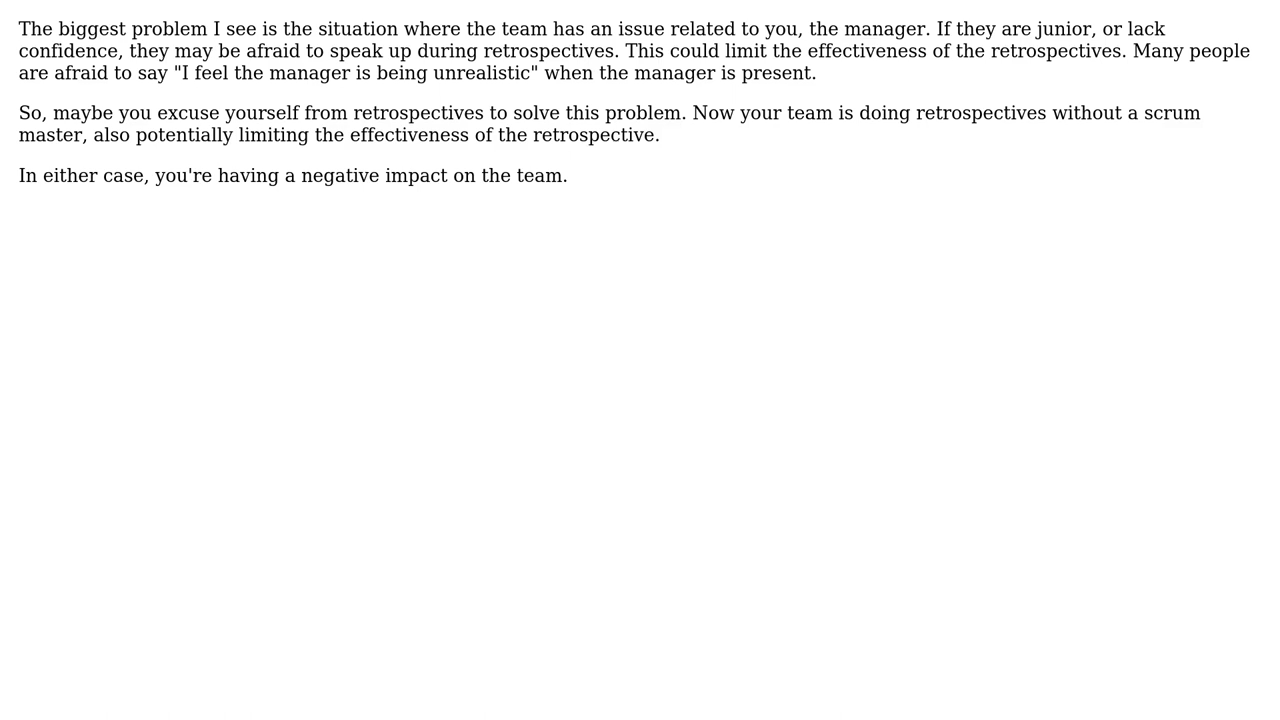 The biggest problem I see is the situation where the team has an issue related to you, the manager. If they are junior, or lack
confidence, they may be afraid to speak up during retrospectives. This could limit the effectiveness of the retrospectives. Many people
are afraid to say "I feel the manager is being unrealistic" when the manager is present.
So, maybe you excuse yourself from retrospectives to solve this problem. Now your team is doing retrospectives without a scrum
master, also potentially limiting the effectiveness of the retrospective.
In either case, you're having a negative impact on the team.